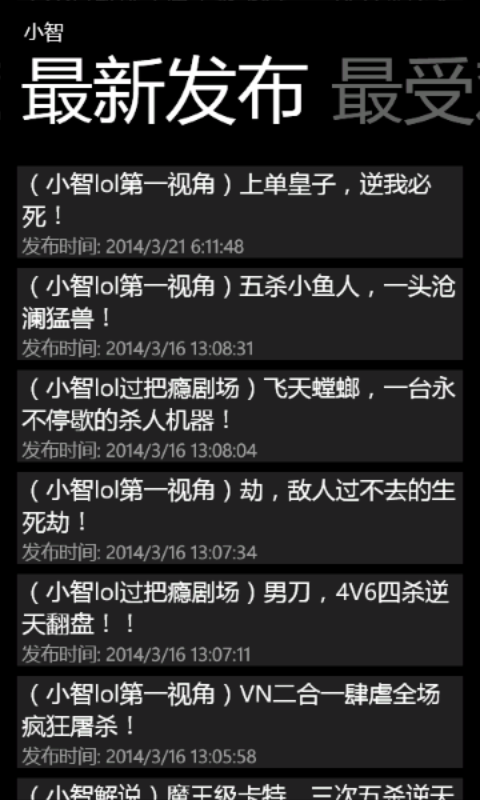 小智
最新发布 最受
（小智lol第一视角）上单皇子，逆我必
死！
发布时间: 2014/3/21 6:11:48
（小智lol第一视角）五杀小鱼人，一头沧
澜猛兽！
发布时间: 2014/3/16 13:08:31
（小智lol过把瘾剧场）飞天螳螂，一台永
不停歇的杀人机器！
发布时间: 2014/3/16 13:08:04
（小智lol第一视角）劫，敌人过不去的生
死劫！
发布时间: 2014/3/16 13:07:34
（小智lol过把瘾剧场）男刀，4V6四杀逆
天翻盘！！
发布时间: 2014/3/16 13:07:11
（小智lol第一视角）VN二合一肆虐全场
疯狂屠杀！
发布时间: 2014/3/16 13:05:58
（小智解说）魔王级卡特，三次五杀逆天